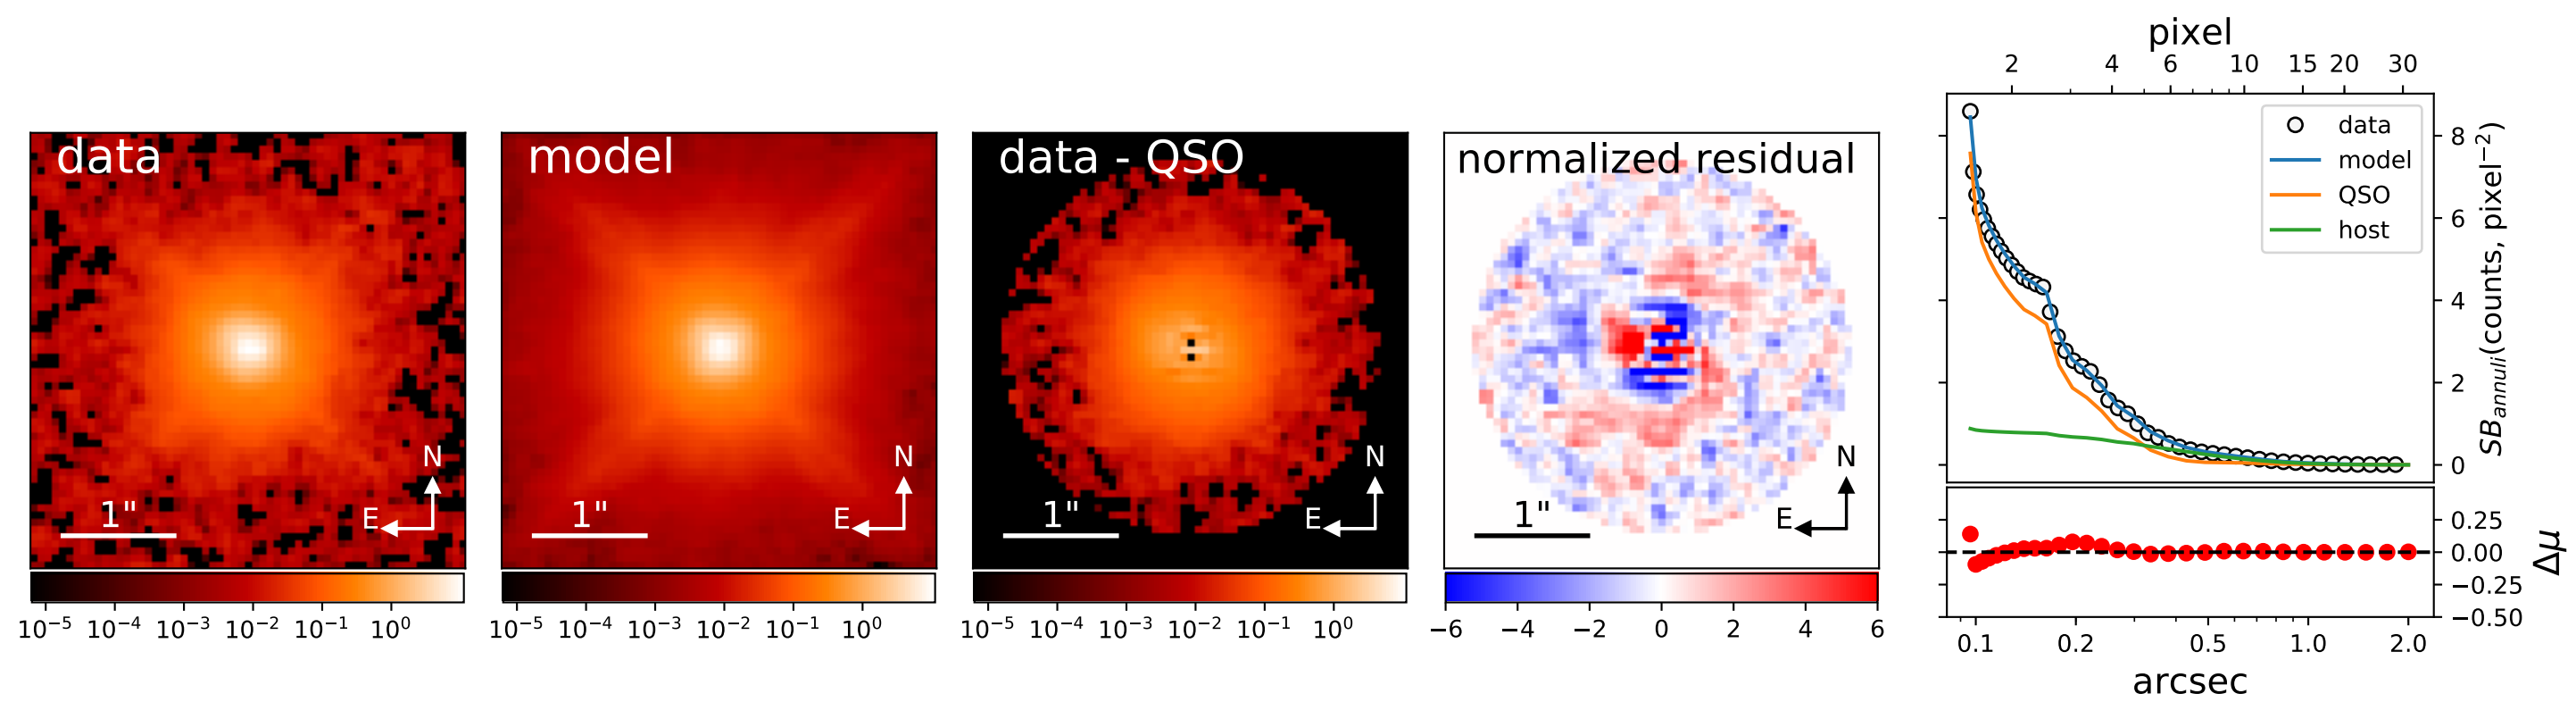 data
N
E
1"
10⁻⁵ 10⁻⁴ 10⁻³ 10⁻² 10⁻¹ 10⁰
model
N
E
1"
10⁻⁵ 10⁻⁴ 10⁻³ 10⁻² 10⁻¹ 10⁰
data - QSO
N
E
1"
10⁻⁵ 10⁻⁴ 10⁻³ 10⁻² 10⁻¹ 10⁰
normalized residual
N
E
1"
−6 −4 −2 0 2 4 6
pixel
2 4 6 10 15 20 30
data
model
QSO
host
8
6
4
2
0
SB_annuli(counts, pixel⁻²)
0.25
0.00
−0.25
−0.50
Δμ
0.1 0.2 0.5 1.0 2.0
arcsec